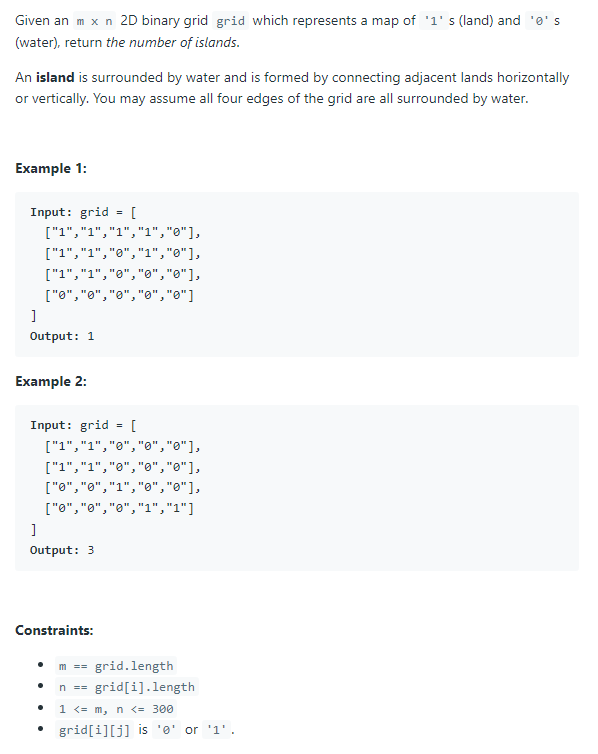 Given an m x n 2D binary grid grid which represents a map of '1' s (land) and '0' s
(water), return the number of islands.
An island is surrounded by water and is formed by connecting adjacent lands horizontally
or vertically. You may assume all four edges of the grid are all surrounded by water.
Example 1:
Input: grid = [
["1","1","1","1","0"],
["1","1","0","1","0"],
["1","1","0","0","0"],
["0","0","0","0","0"]
]
Output: 1
Example 2:
Input: grid = [
["1","1","0","0","0"],
["1","1","0","0","0"],
["0","0","1","0","0"],
["0","0","0","1","1"]
]
Output: 3
Constraints:
• m == grid.length
• n == grid[i].length
• 1 <= m, n <= 300
• grid[i][j] is '0' or '1'.